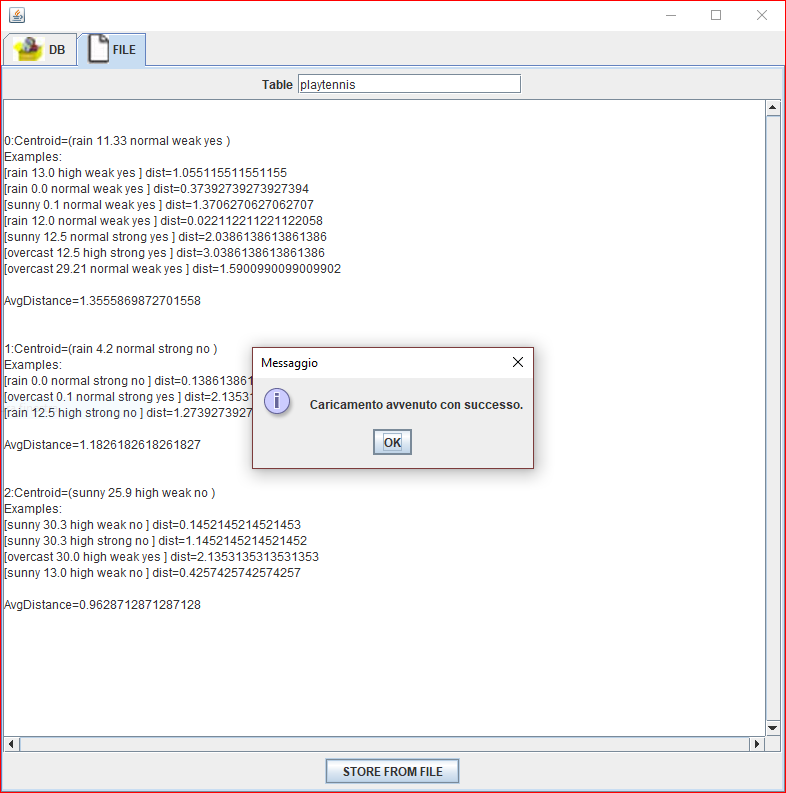 DB
FILE
Table playtennis
0:Centroid=(rain 11.33 normal weak yes )
Examples:
[rain 13.0 high weak yes ] dist=1.055115511551155
[rain 0.0 normal weak yes ] dist=0.37392739273927394
[sunny 0.1 normal weak yes ] dist=1.3706270627062707
[rain 12.0 normal weak yes ] dist=0.022112211221122058
[sunny 12.5 normal strong yes ] dist=2.0386138613861386
[overcast 12.5 high strong yes ] dist=3.0386138613861386
[overcast 29.21 normal weak yes ] dist=1.5900990099009902
AvgDistance=1.3555869872701558
1:Centroid=(rain 4.2 normal strong no )
Examples:
[rain 0.0 normal strong no ] dist=0.138613861
[overcast 0.1 normal strong yes ] dist=2.1353
[rain 12.5 high strong no ] dist=1.2739273927
AvgDistance=1.1826182618261827
2:Centroid=(sunny 25.9 high weak no )
Examples:
[sunny 30.3 high weak no ] dist=0.1452145214521453
[sunny 30.3 high strong no ] dist=1.1452145214521452
[overcast 30.0 high weak yes ] dist=2.1353135313531353
[sunny 13.0 high weak no ] dist=0.4257425742574257
AvgDistance=0.9628712871287128
Messaggio
Caricamento avvenuto con successo.
OK
STORE FROM FILE